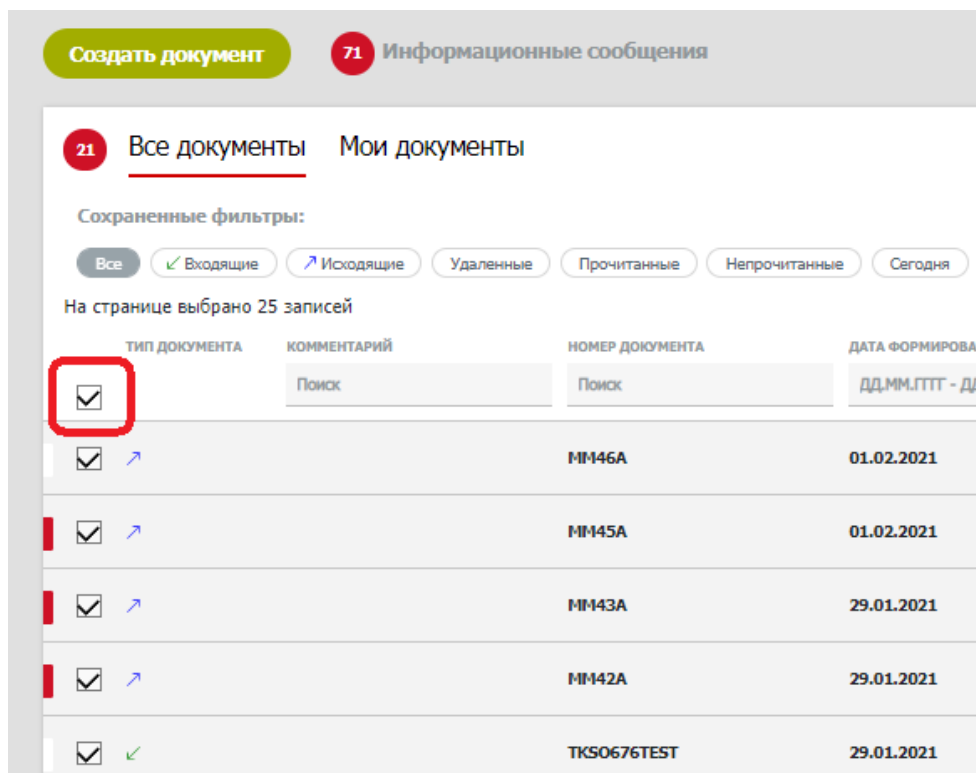 Создать документ 71 Информационные сообщения
21 Все документы Мои документы
Сохраненные фильтры:
Все Входящие Исходящие Удаленные Прочитанные Непрочитанные Сегодня
На странице выбрано 25 записей
ТИП ДОКУМЕНТА КОММЕНТАРИЙ НОМЕР ДОКУМЕНТА ДАТА ФОРМИРОВА
Поиск Поиск ДД.ММ.ГГГГ - ДД
MM46A 01.02.2021
MM45A 01.02.2021
MM43A 29.01.2021
MM42A 29.01.2021
TKSO676TEST 29.01.2021